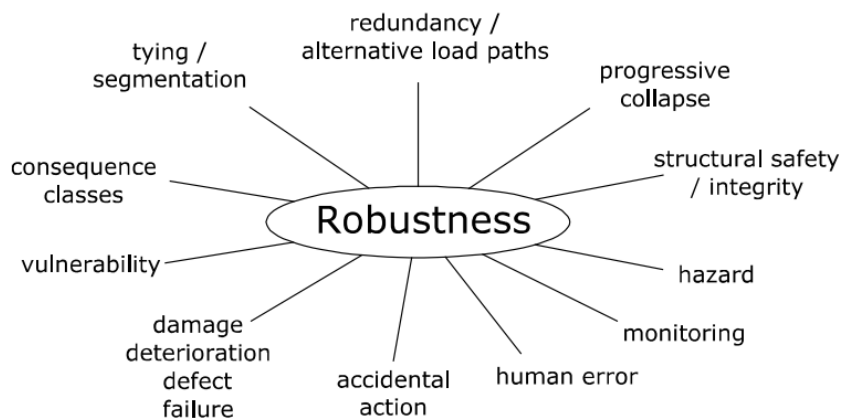 redundancy /
alternative load paths
tying /
segmentation
progressive
collapse
consequence
classes
structural safety
/ integrity
Robustness
vulnerability
hazard
damage
deterioration
defect
failure
accidental
action
human error
monitoring